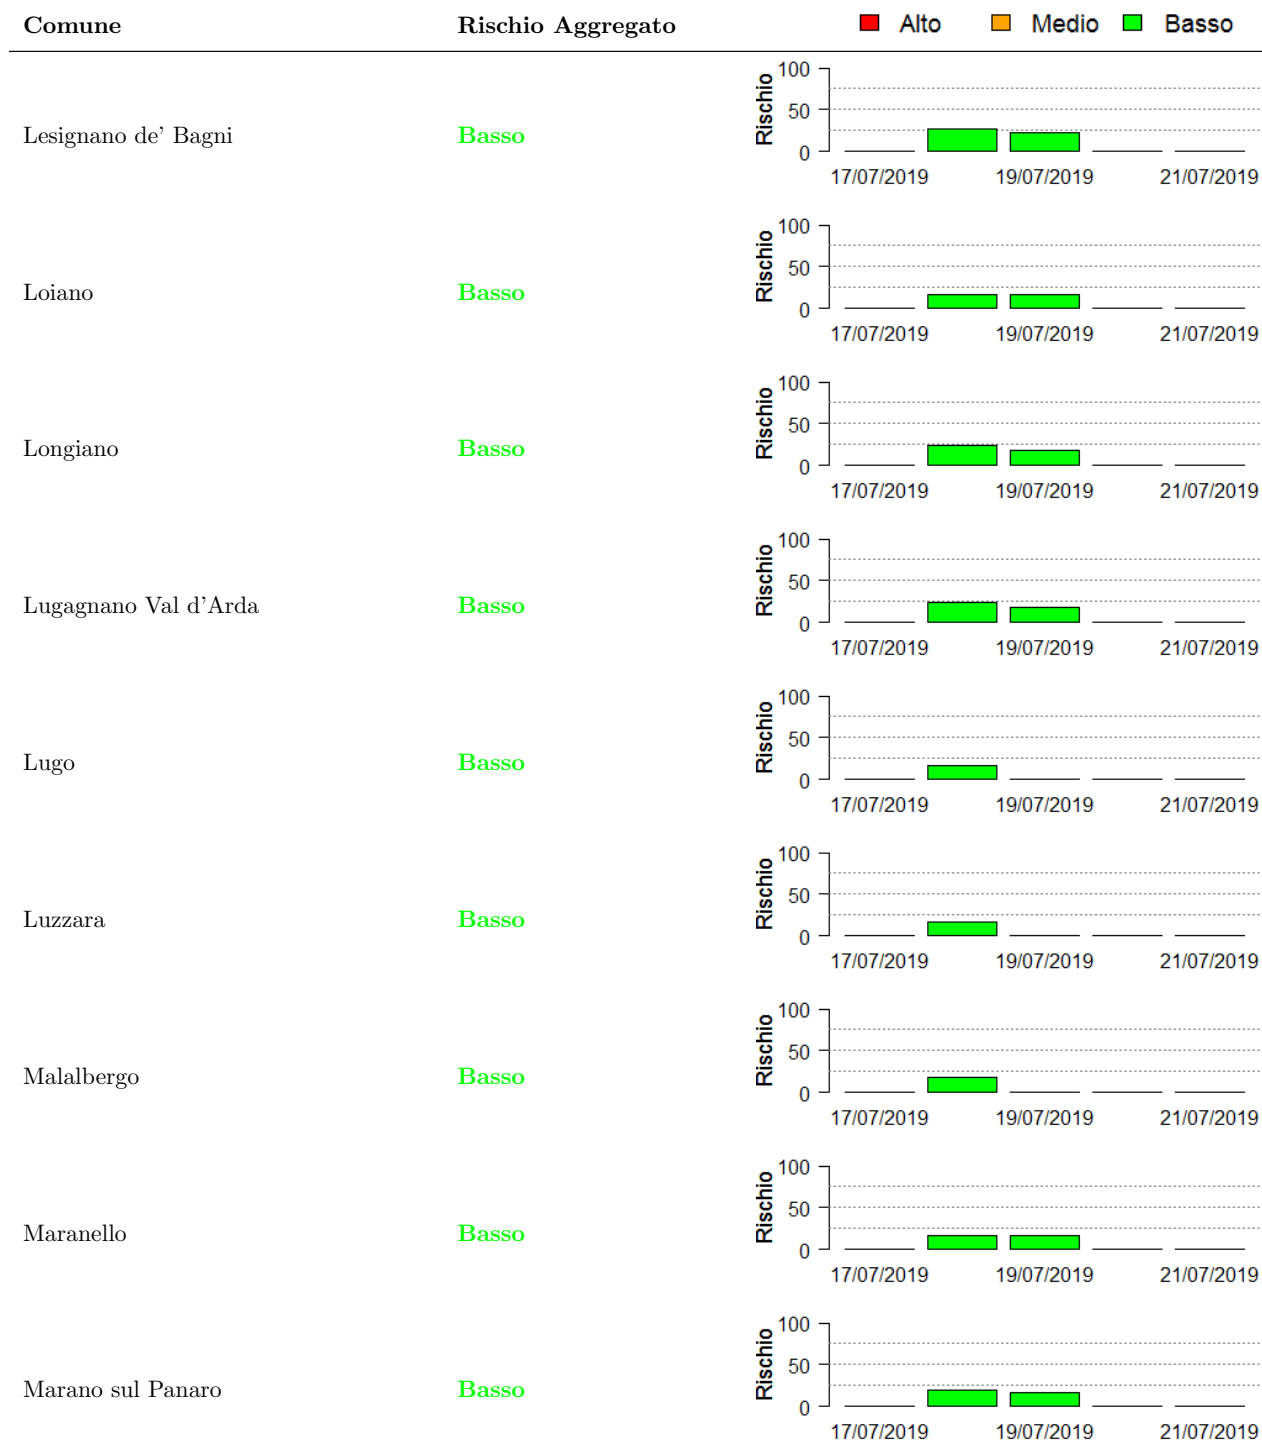 Comune Rischio Aggregato Alto Medio Basso
Lesignano de' Bagni Basso Rischio 100 50 0
17/07/2019 19/07/2019 21/07/2019
Loiano Basso Rischio 100 50 0
17/07/2019 19/07/2019 21/07/2019
Longiano Basso Rischio 100 50 0
17/07/2019 19/07/2019 21/07/2019
Lugagnano Val d'Arda Basso Rischio 100 50 0
17/07/2019 19/07/2019 21/07/2019
Lugo Basso Rischio 100 50 0
17/07/2019 19/07/2019 21/07/2019
Luzzara Basso Rischio 100 50 0
17/07/2019 19/07/2019 21/07/2019
Malalbergo Basso Rischio 100 50 0
17/07/2019 19/07/2019 21/07/2019
Maranello Basso Rischio 100 50 0
17/07/2019 19/07/2019 21/07/2019
Marano sul Panaro Basso Rischio 100 50 0
17/07/2019 19/07/2019 21/07/2019